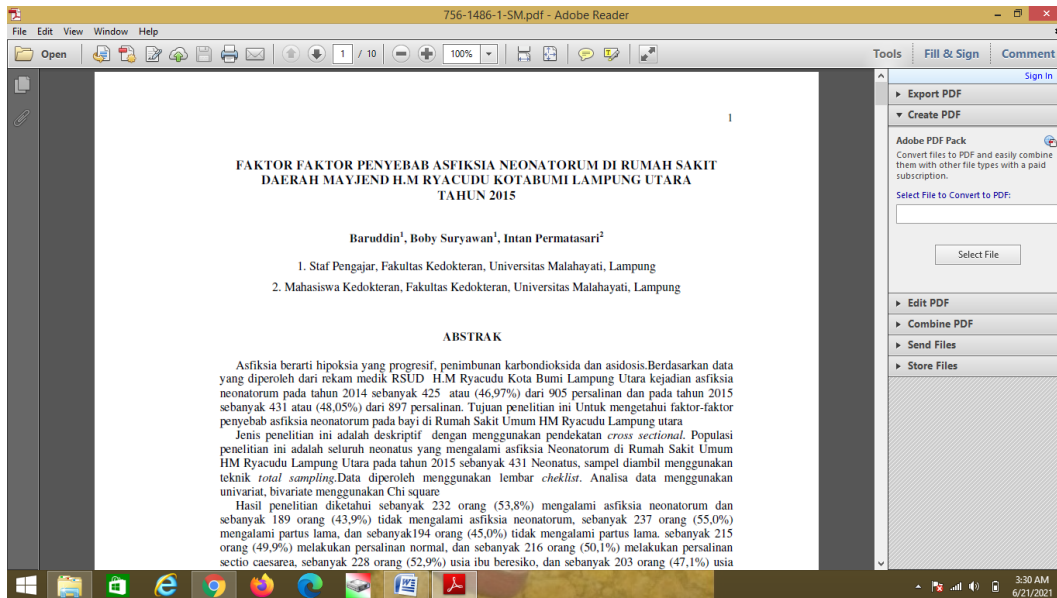 756-1486-1-SM.pdf - Adobe Reader
File Edit View Window Help
Open 1 / 10 100% Tools Fill & Sign Comment
Sign In
Export PDF
Create PDF
Adobe PDF Pack
Convert files to PDF and easily combine
them with other file types with a paid
subscription.
Select File to Convert to PDF:
Select File
Edit PDF
Combine PDF
Send Files
Store Files
1
FAKTOR FAKTOR PENYEBAB ASFIKSIA NEONATORUM DI RUMAH SAKIT
DAERAH MAYJEND H.M RYACUDU KOTABUMI LAMPUNG UTARA
TAHUN 2015
Baruddin1, Boby Suryawan1, Intan Permatasari2
1. Staf Pengajar, Fakultas Kedokteran, Universitas Malahayati, Lampung
2. Mahasiswa Kedokteran, Fakultas Kedokteran, Universitas Malahayati, Lampung
ABSTRAK
Asfiksia berarti hipoksia yang progresif, penimbunan karbondioksida dan asidosis.Berdasarkan data
yang diperoleh dari rekam medik RSUD H.M Ryacudu Kota Bumi Lampung Utara kejadian asfiksia
neonatorum pada tahun 2014 sebanyak 425 atau (46,97%) dari 905 persalinan dan pada tahun 2015
sebanyak 431 atau (48,05%) dari 897 persalinan. Tujuan penelitian ini Untuk mengetahui faktor-faktor
penyebab asfiksia neonatorum pada bayi di Rumah Sakit Umum HM Ryacudu Lampung utara
Jenis penelitian ini adalah deskriptif dengan menggunakan pendekatan cross sectional. Populasi
penelitian ini adalah seluruh neonatus yang mengalami asfiksia Neonatorum di Rumah Sakit Umum
HM Ryacudu Lampung Utara pada tahun 2015 sebanyak 431 Neonatus, sampel diambil menggunakan
teknik total sampling.Data diperoleh menggunakan lembar cheklist. Analisa data menggunakan
univariat, bivariate menggunakan Chi square
Hasil penelitian diketahui sebanyak 232 orang (53,8%) mengalami asfiksia neonatorum dan
sebanyak 189 orang (43,9%) tidak mengalami asfiksia neonatorum, sebanyak 237 orang (55,0%)
mengalami partus lama, dan sebanyak194 orang (45,0%) tidak mengalami partus lama. sebanyak 215
orang (49,9%) melakukan persalinan normal, dan sebanyak 216 orang (50,1%) melakukan persalinan
sectio caesarea, sebanyak 228 orang (52,9%) usia ibu beresiko, dan sebanyak 203 orang (47,1%) usia
3:30 AM
6/21/2021